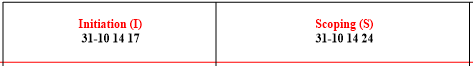 Initiation (I)
31-10 14 17
Scoping (S)
31-10 14 24